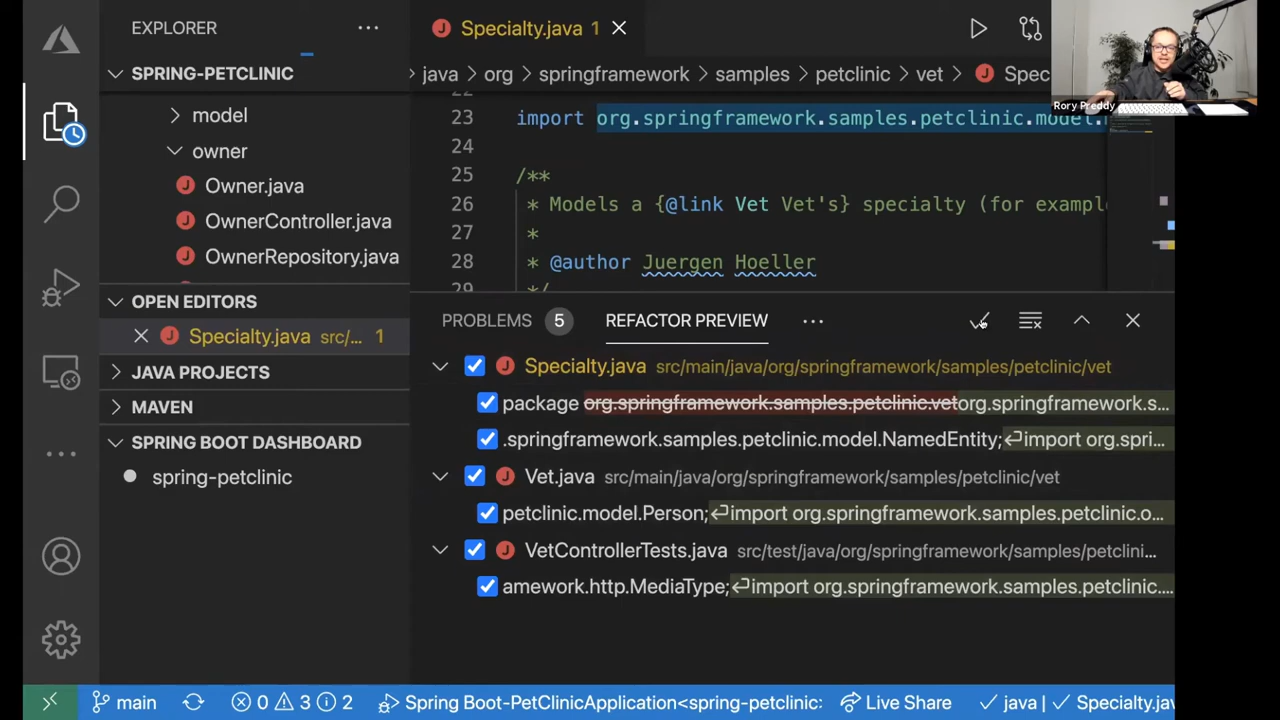 EXPLORER
SPRING-PETCLINIC
model
owner
Owner.java
OwnerController.java
OwnerRepository.java
OPEN EDITORS
Specialty.java src/... 1
JAVA PROJECTS
MAVEN
SPRING BOOT DASHBOARD
spring-petclinic
Specialty.java 1
java > org > springframework > samples > petclinic > vet > Spec
Rory Preddy
23 import org.springframework.samples.petclinic.model.
24
25 /**
26 * Models a {@link Vet Vet's} specialty (for example
27 *
28 * @author Juergen Hoeller
29 */
PROBLEMS 5 REFACTOR PREVIEW
Specialty.java src/main/java/org/springframework/samples/petclinic/vet
package org.springframework.samples.petclinic.vetorg.springframework.s...
.springframework.samples.petclinic.model.NamedEntity;↵import org.spri...
Vet.java src/main/java/org/springframework/samples/petclinic/vet
petclinic.model.Person;↵import org.springframework.samples.petclinic.o...
VetControllerTests.java src/test/java/org/springframework/samples/petclini...
amework.http.MediaType;↵import org.springframework.samples.petclinic....
main 0 3 2 Spring Boot-PetClinicApplication<spring-petclinic> Live Share java | Specialty.jav